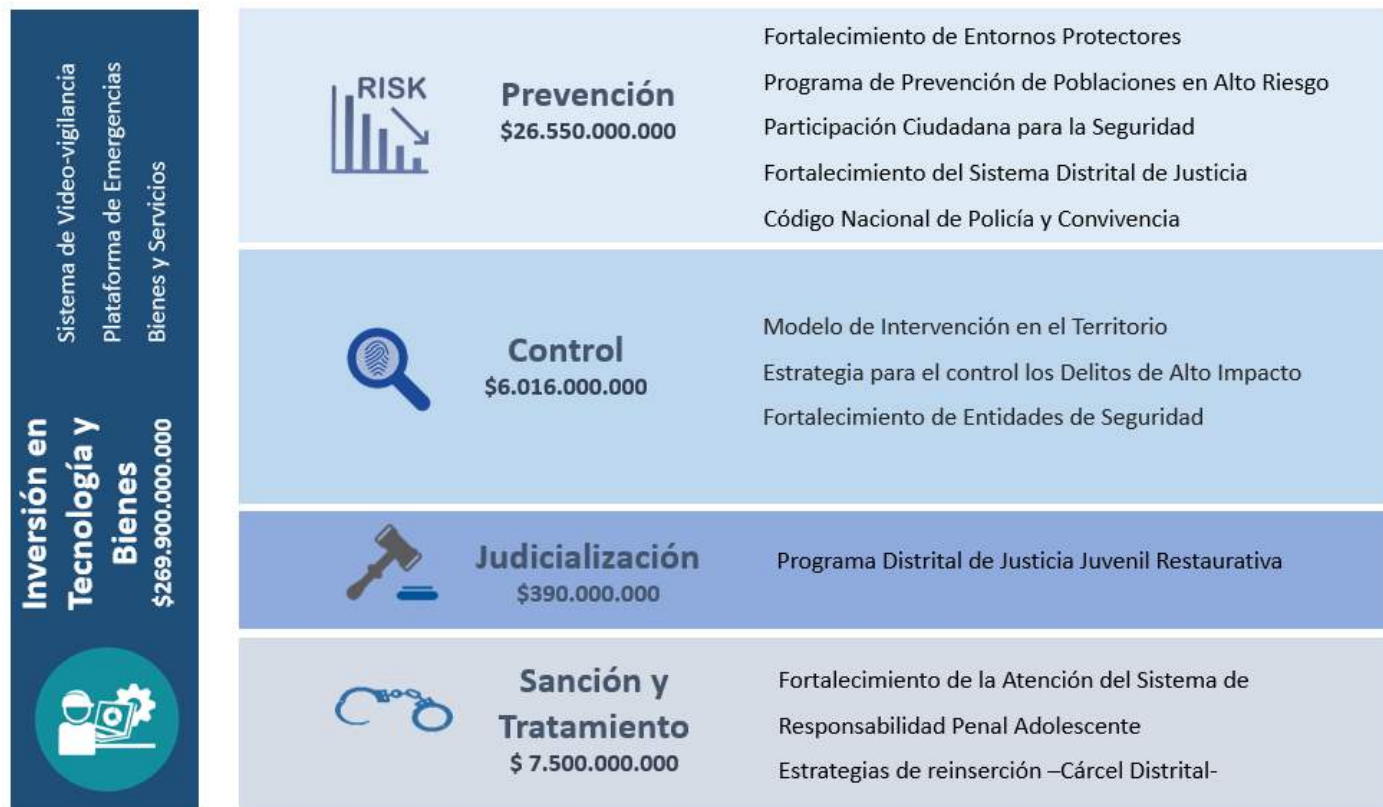 Inversión en
Tecnología y
Bienes
$269.900.000.000
Sistema de Video-vigilancia
Plataforma de Emergencias
Bienes y Servicios
RISK
Prevención
$26.550.000.000
Fortalecimiento de Entornos Protectores
Programa de Prevención de Poblaciones en Alto Riesgo
Participación Ciudadana para la Seguridad
Fortalecimiento del Sistema Distrital de Justicia
Código Nacional de Policía y Convivencia
Control
$6.016.000.000
Modelo de Intervención en el Territorio
Estrategia para el control los Delitos de Alto Impacto
Fortalecimiento de Entidades de Seguridad
Judicialización
$390.000.000
Programa Distrital de Justicia Juvenil Restaurativa
Sanción y
Tratamiento
$ 7.500.000.000
Fortalecimiento de la Atención del Sistema de
Responsabilidad Penal Adolescente
Estrategias de reinserción –Cárcel Distrital-